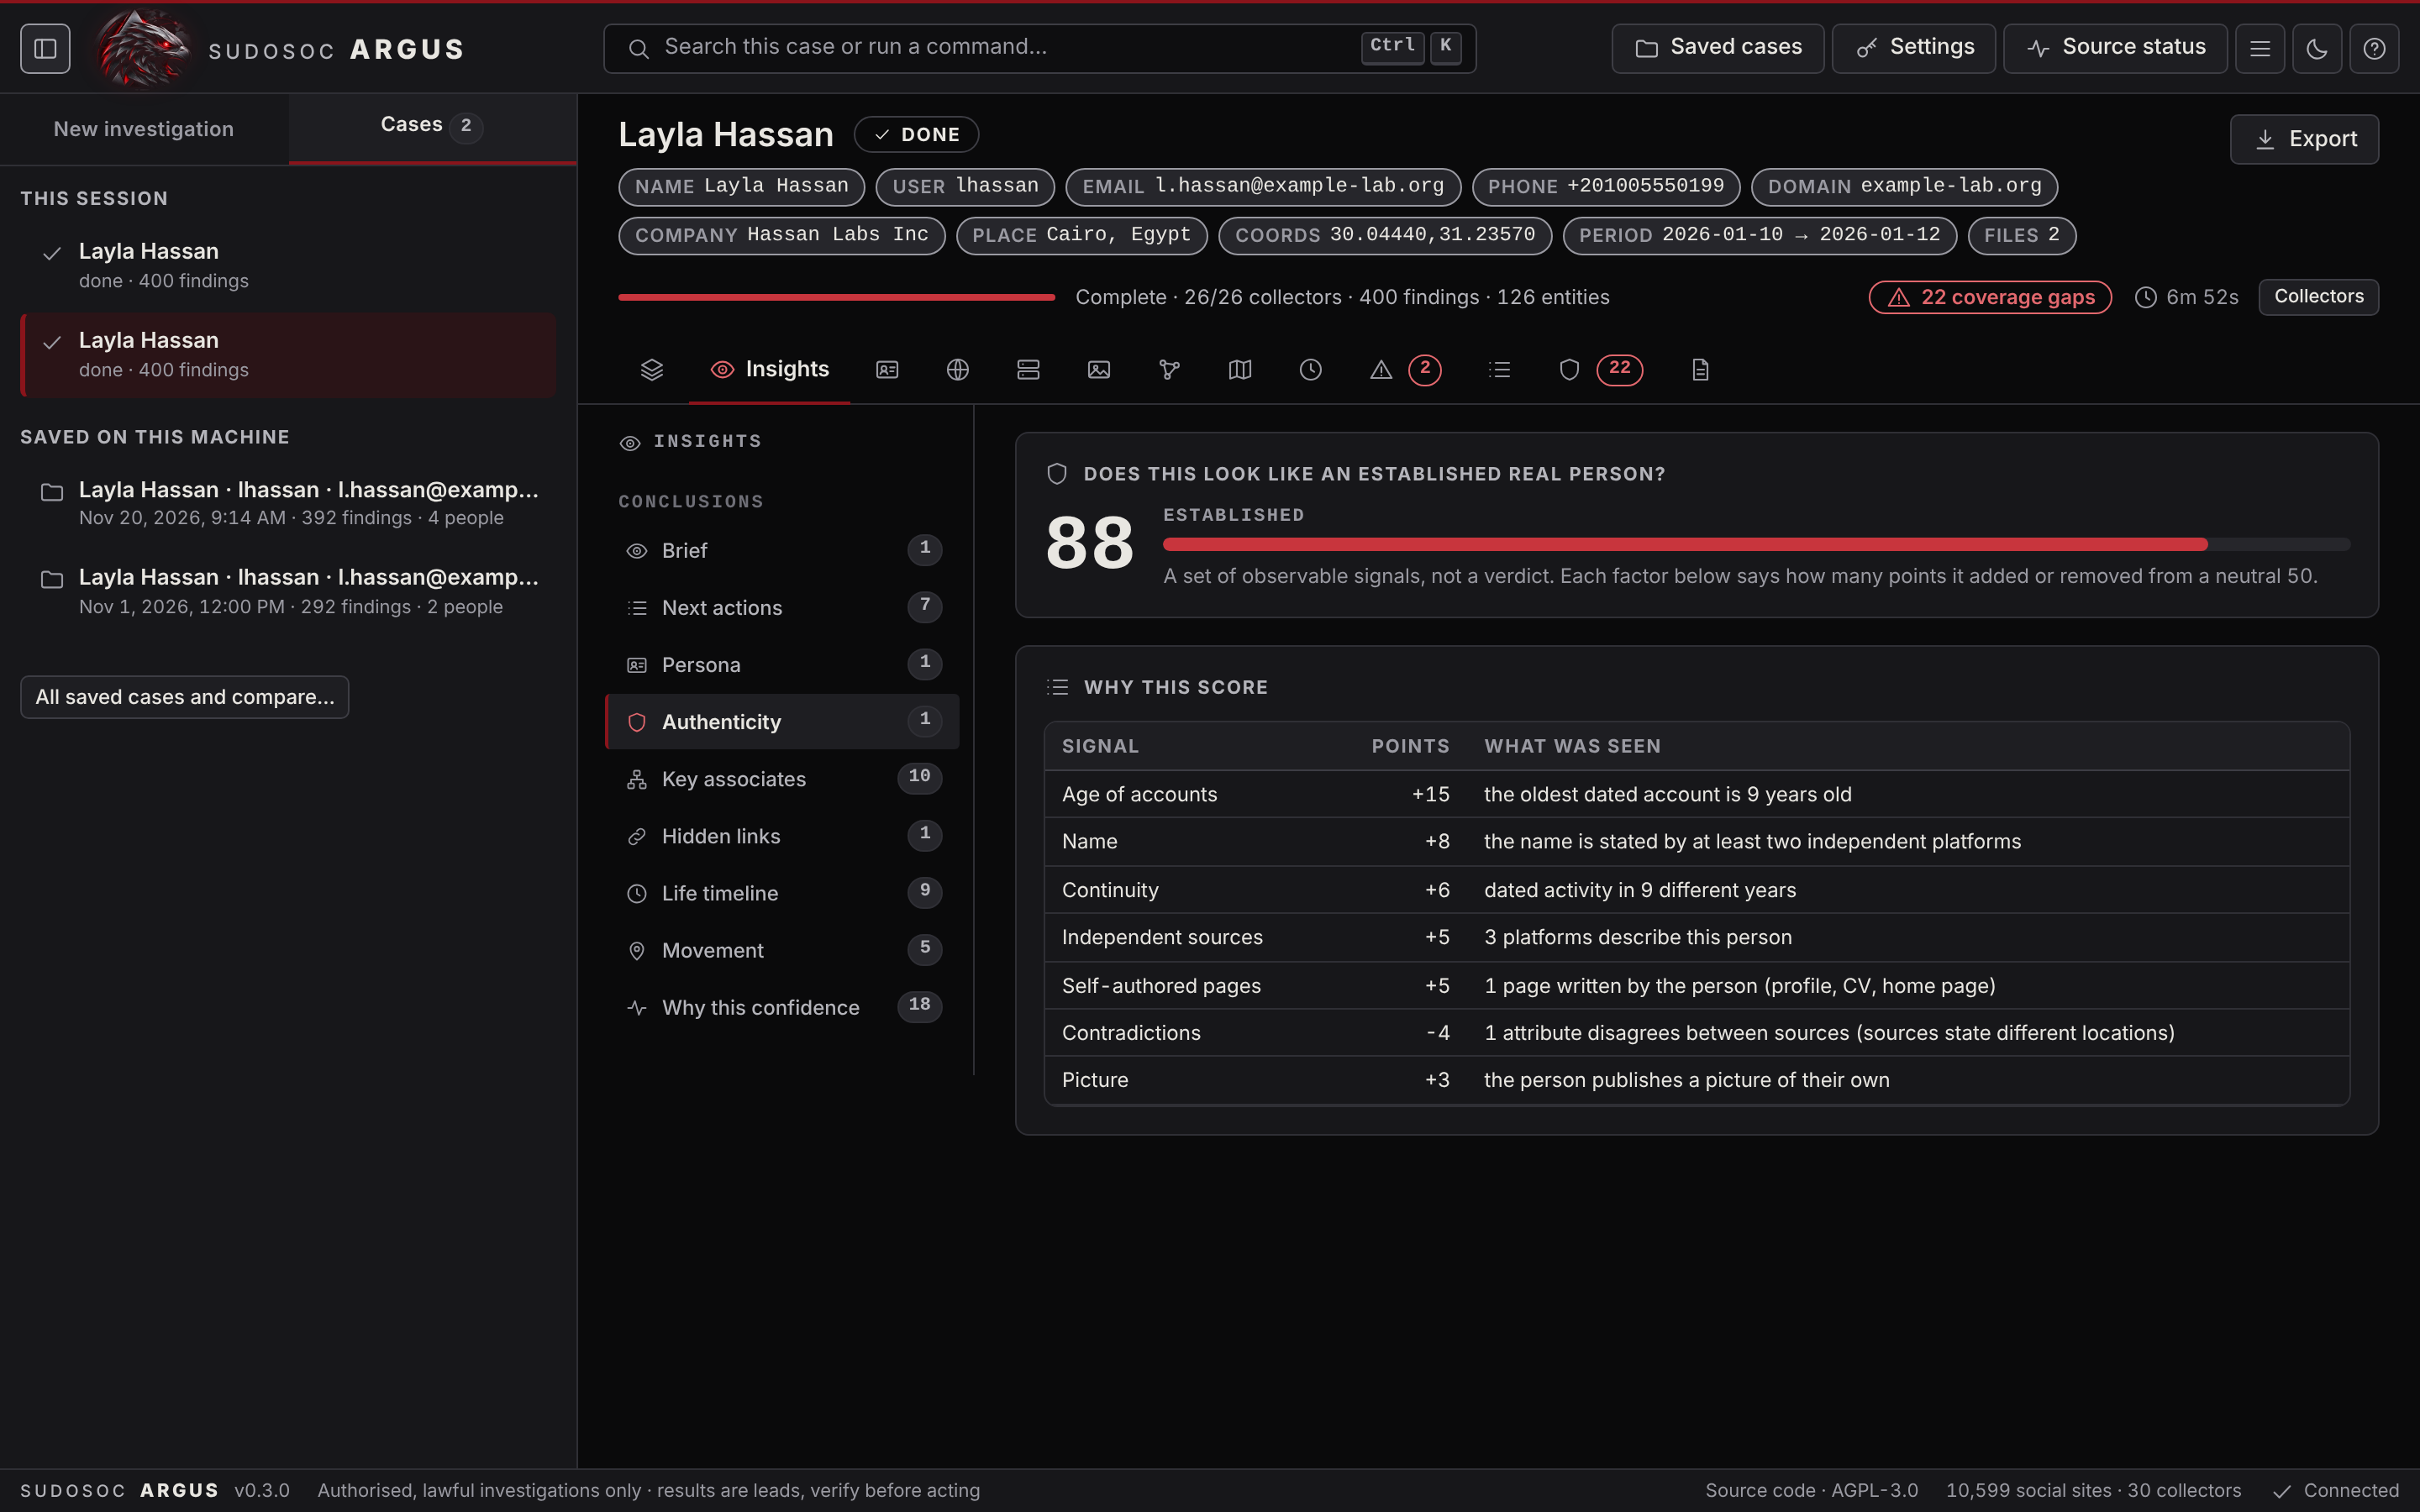 SUDOSOC ARGUS
Search this case or run a command... Ctrl K
Saved cases
Settings
Source status
New investigation
Cases 2
THIS SESSION
Layla Hassan
done · 400 findings
Layla Hassan
done · 400 findings
SAVED ON THIS MACHINE
Layla Hassan · lhassan · l.hassan@examp...
Nov 20, 2026, 9:14 AM · 392 findings · 4 people
Layla Hassan · lhassan · l.hassan@examp...
Nov 1, 2026, 12:00 PM · 292 findings · 2 people
All saved cases and compare...
Layla Hassan DONE
Export
NAME Layla Hassan USER lhassan EMAIL l.hassan@example-lab.org PHONE +201005550199 DOMAIN example-lab.org
COMPANY Hassan Labs Inc PLACE Cairo, Egypt COORDS 30.04440,31.23570 PERIOD 2026-01-10 → 2026-01-12 FILES 2
Complete · 26/26 collectors · 400 findings · 126 entities
22 coverage gaps 6m 52s Collectors
Insights 2 22
INSIGHTS
CONCLUSIONS
Brief 1
Next actions 7
Persona 1
Authenticity 1
Key associates 10
Hidden links 1
Life timeline 9
Movement 5
Why this confidence 18
DOES THIS LOOK LIKE AN ESTABLISHED REAL PERSON?
88 ESTABLISHED
A set of observable signals, not a verdict. Each factor below says how many points it added or removed from a neutral 50.
WHY THIS SCORE
SIGNAL POINTS WHAT WAS SEEN
Age of accounts +15 the oldest dated account is 9 years old
Name +8 the name is stated by at least two independent platforms
Continuity +6 dated activity in 9 different years
Independent sources +5 3 platforms describe this person
Self-authored pages +5 1 page written by the person (profile, CV, home page)
Contradictions -4 1 attribute disagrees between sources (sources state different locations)
Picture +3 the person publishes a picture of their own
SUDOSOC ARGUS v0.3.0 Authorised, lawful investigations only · results are leads, verify before acting
Source code · AGPL-3.0 10,599 social sites · 30 collectors Connected